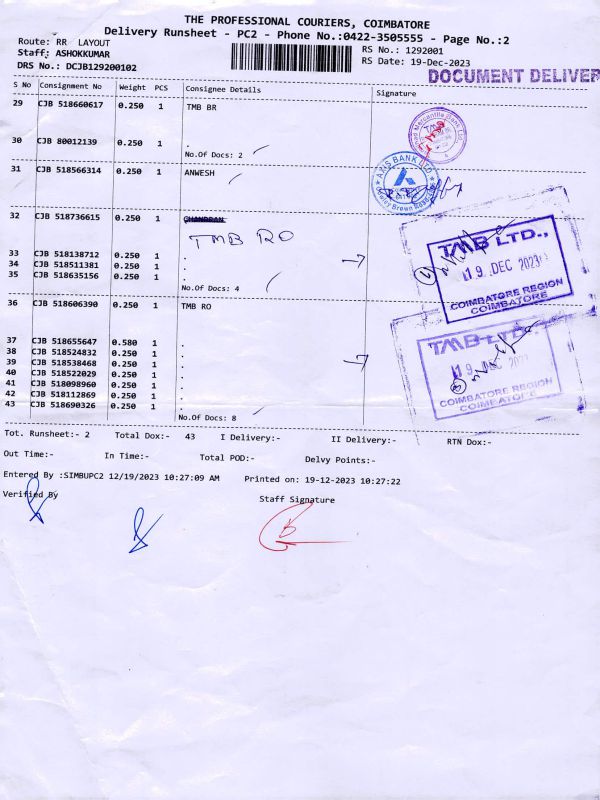 THE PROFESSIONAL COURIERS, COIMBATORE
Delivery Runsheet - PC2 - Phone No.:0422-3505555 - Page No.:2
Route: RR LAYOUT
RS No.: 1292001
Staff: ASHOKKUMAR
RS Date: 19-Dec-2023
DRS No.: DCJB129200102
DOCUMENT DELIVER
S No Consignment No Weight PCS Consignee Details Signature
29 CJB 518660617 0.250 1 TMB BR
30 CJB 80012139 0.250 1 .
No.Of Docs: 2
31 CJB 518566314 0.250 1 ANWESH
AXIS BANK LTD
32 CJB 518736615 0.250 1 CHANDRAN
TMB RO
33 CJB 518138712 0.250 1 .
34 CJB 518511381 0.250 1 .
35 CJB 518635156 0.250 1 .
No.Of Docs: 4
TMB LTD.,
19 DEC 2023
COIMBATORE REGION
COIMBATORE
36 CJB 518606390 0.250 1 TMB RO
37 CJB 518655647 0.580 1 .
38 CJB 518524832 0.250 1 .
39 CJB 518538468 0.250 1 .
40 CJB 518522029 0.250 1 .
41 CJB 518098960 0.250 1 .
42 CJB 518112869 0.250 1 .
43 CJB 518690326 0.250 1 .
No.Of Docs: 8
TMB LTD.,
19 DEC 2023
COIMBATORE REGION
COIMBATORE
Tot. Runsheet:- 2 Total Dox:- 43 I Delivery:- II Delivery:- RTN Dox:-
Out Time:- In Time:- Total POD:- Delvy Points:-
Entered By :SIMBUPC2 12/19/2023 10:27:09 AM Printed on: 19-12-2023 10:27:22
Verified By
Staff Signature